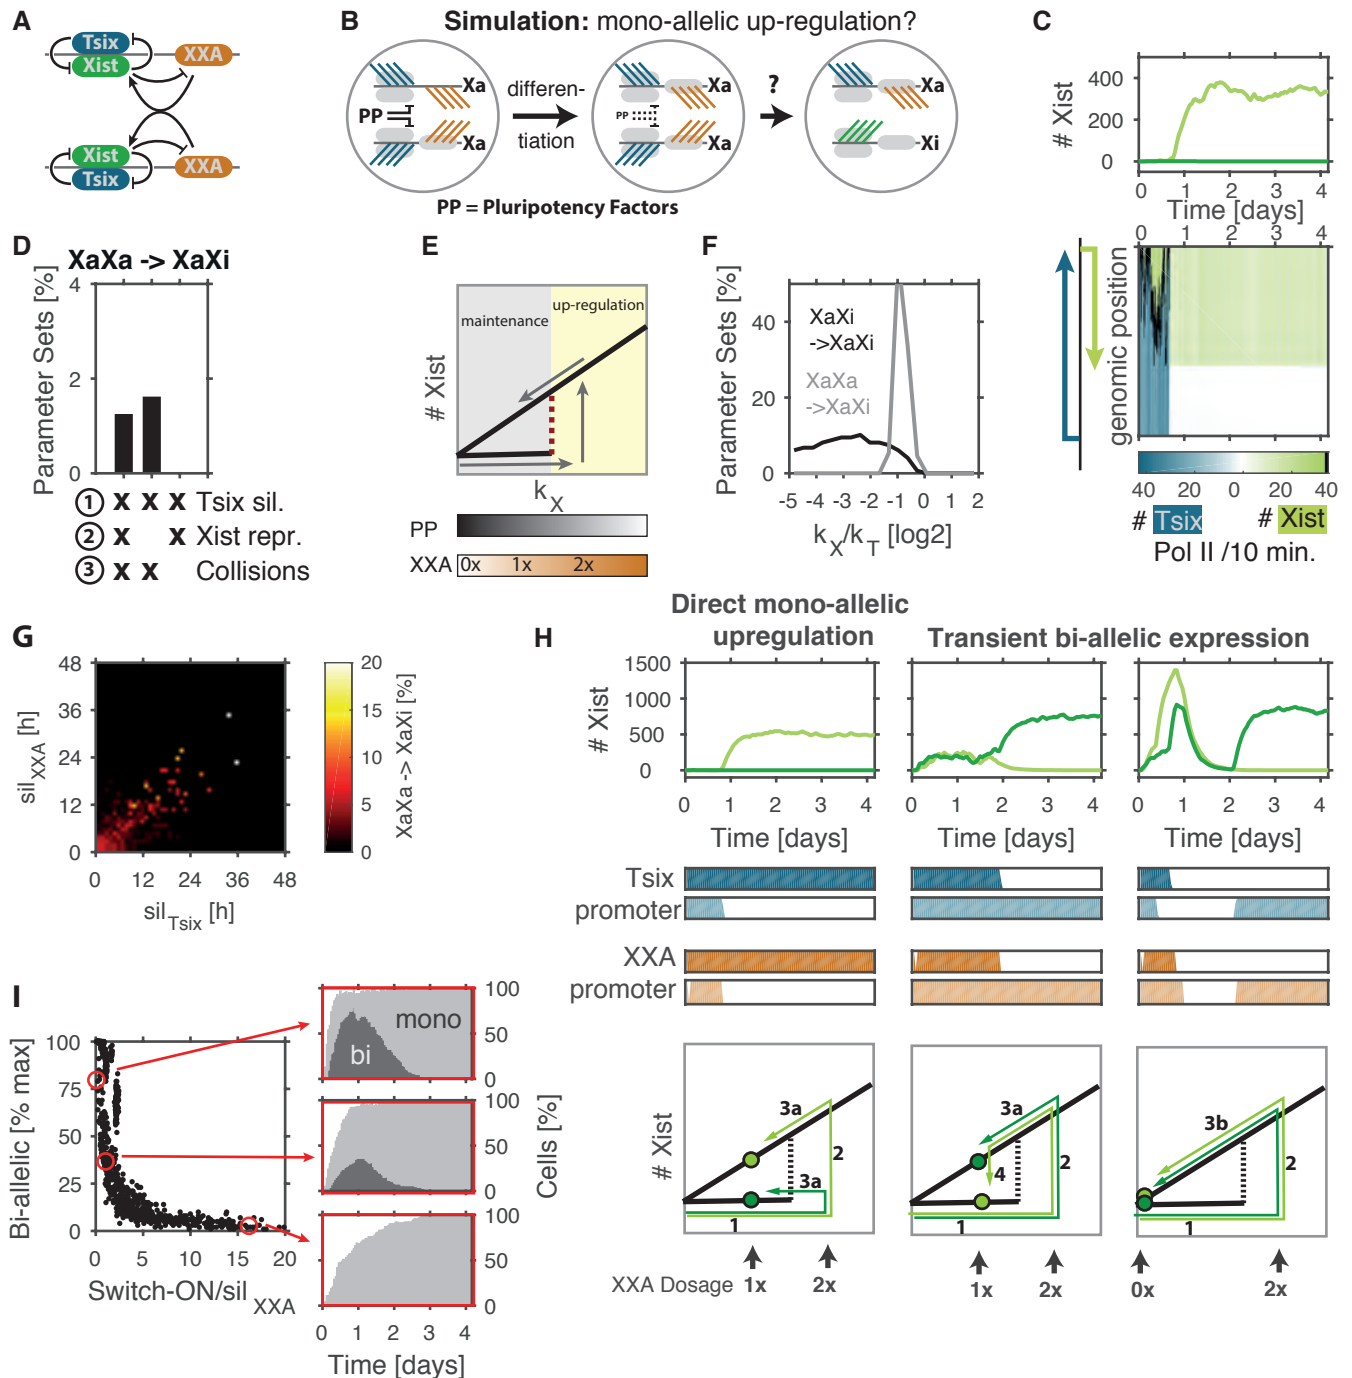 A
Tsix
Xist
XXA
Xist
Tsix
XXA
B
Simulation: mono-allelic up-regulation?
Xa
PP
Xa
differen-
tiation
Xa
PP
Xa
?
Xa
Xi
PP = Pluripotency Factors
C
# Xist
400
200
0
0 1 2 3 4
Time [days]
0 1 2 3 4
genomic position
40 20 0 20 40
# Tsix # Xist
Pol II /10 min.
D
XaXa -> XaXi
Parameter Sets [%]
4
2
0
1 x x x Tsix sil.
2 x x Xist repr.
3 x x Collisions
E
maintenance
up-regulation
# Xist
k X
PP
XXA 0x 1x 2x
F
Parameter Sets [%]
40
20
0
XaXi
->XaXi
XaXa
->XaXi
-5 -4 -3 -2 -1 0 1 2
k X/k T [log2]
G
48
36
24
12
0
sil XXA [h]
0 12 24 36 48
sil Tsix [h]
20
15
10
5
0
XaXa -> XaXi [%]
H
Direct mono-allelic
upregulation
Transient bi-allelic expression
# Xist
1500
1000
500
0
0 1 2 3 4
0 1 2 3 4
0 1 2 3 4
Time [days] Time [days] Time [days]
Tsix
promoter
XXA
promoter
# Xist
3a
2
3a
1
3a
2
4
1
3b
2
1
XXA Dosage 1x 2x
1x 2x
0x 2x
I
Bi-allelic [% max]
100
75
50
25
0
0 5 10 15 20
Switch-ON/sil XXA
mono
bi
100
50
0
100
50
0
100
50
0
Cells [%]
0 1 2 3 4
Time [days]